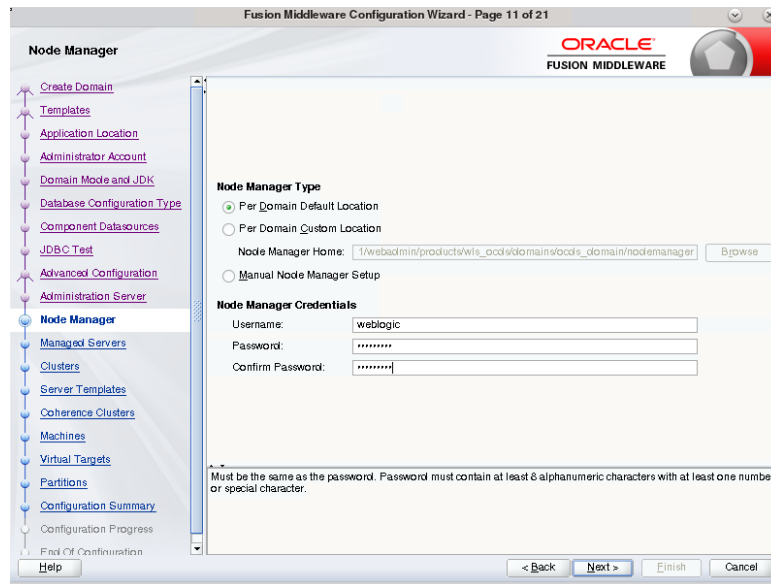 Fusion Middleware Configuration Wizard - Page 11 of 21
Node Manager
ORACLE
FUSION MIDDLEWARE
Create Domain
Templates
Application Location
Administrator Account
Domain Mode and JDK
Database Configuration Type
Component Datasources
JDBC Test
Advanced Configuration
Administration Server
Node Manager
Managed Servers
Clusters
Server Templates
Coherence Clusters
Machines
Virtual Targets
Partitions
Configuration Summary
Configuration Progress
End Of Configuration
Node Manager Type
Per Domain Default Location
Per Domain Custom Location
Node Manager Home: 1/webadmin/products/wls_ocds/domains/ocds_domain/nodemanager Browse
Manual Node Manager Setup
Node Manager Credentials
Username: weblogic
Password: •••••••••
Confirm Password: •••••••••
Must be the same as the password. Password must contain at least 8 alphanumeric characters with at least one numbe
or special character.
Help < Back Next > Finish Cancel